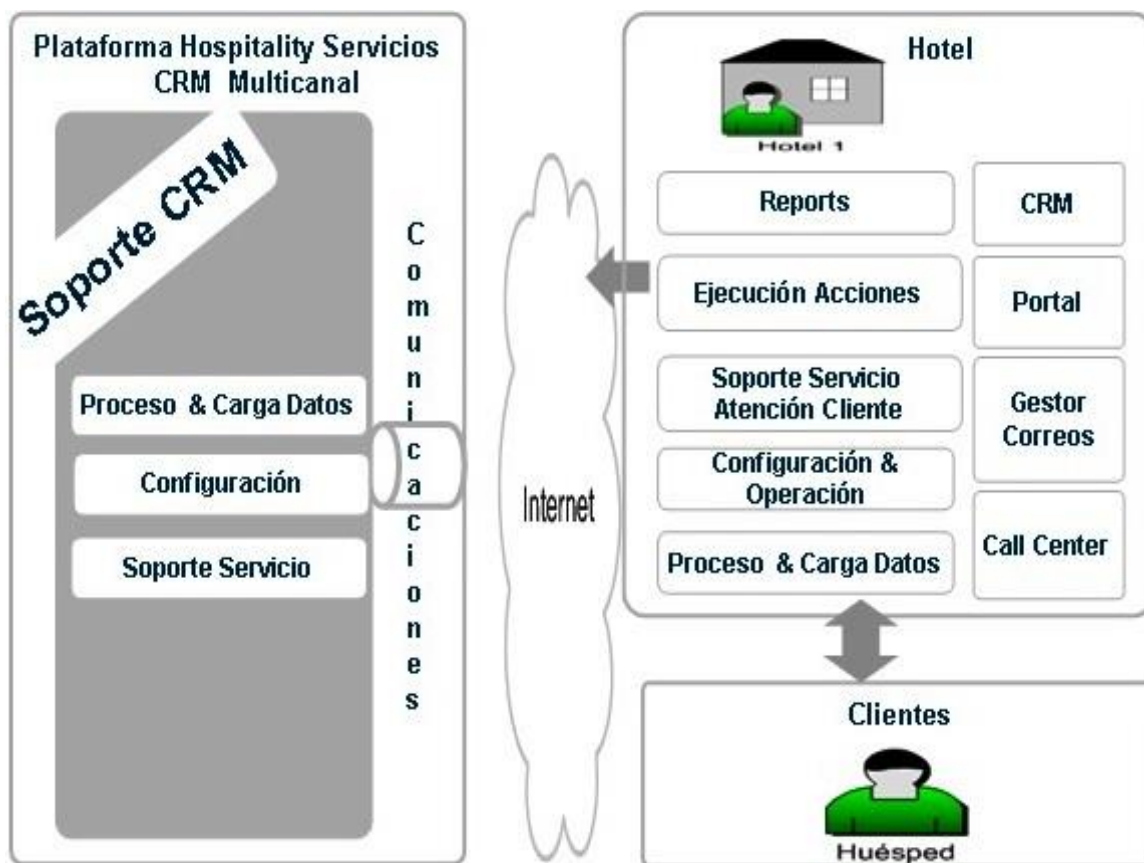 Plataforma Hospitality Servicios
CRM Multicanal
Soporte CRM
Proceso & Carga Datos
Configuración
Soporte Servicio
Comunicaciones
Internet
Hotel
Hotel 1
Reports
Ejecución Acciones
Soporte Servicio
Atención Cliente
Configuración &
Operación
Proceso & Carga Datos
CRM
Portal
Gestor
Correos
Call Center
Clientes
Huésped